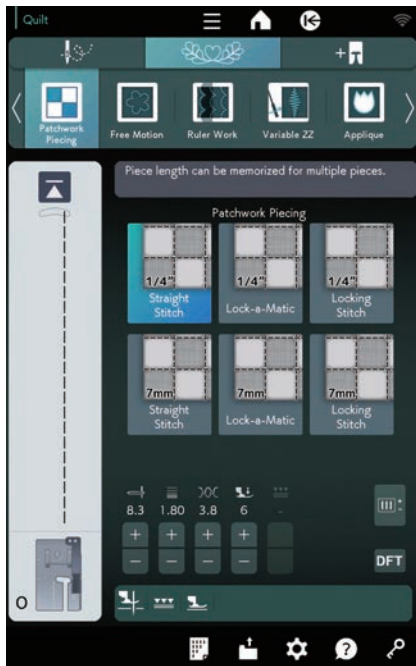 Quilt
Patchwork
Piecing
Free Motion
Ruler Work
Variable ZZ
Applique
Piece length can be memorized for multiple pieces.
Patchwork Piecing
1/4"
Straight
Stitch
1/4"
Lock-a-Matic
1/4"
Locking
Stitch
7mm
Straight
Stitch
7mm
Lock-a-Matic
7mm
Locking
Stitch
8.3 1.80 3.8 6 -
+ + + +
- - - -
DFT
O